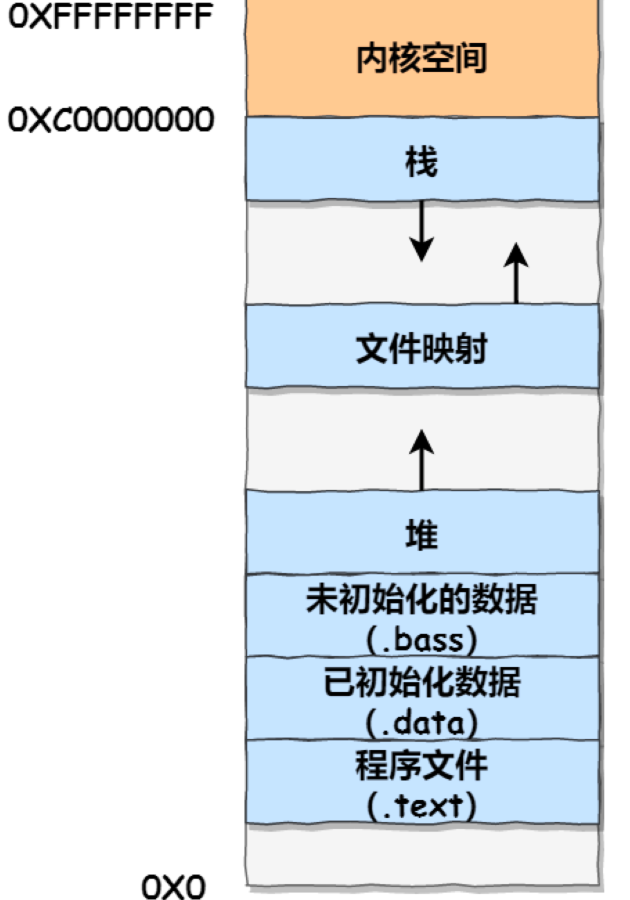 0XFFFFFFFF
内核空间
0XC0000000
栈
文件映射
堆
未初始化的数据
(.bass)
已初始化数据
(.data)
程序文件
(.text)
0X0